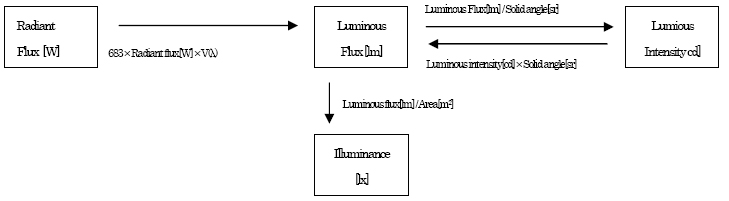 Radiant
Flux [W]
683 × Radiant flux[W] × V(λ)
Luminous
Flux [lm]
Luminous Flux[lm] / Solid angle[sr]
Luminous intensity[cd] × Solid angle[sr]
Lumious
Intensity cd]
Luminous flux[lm] / Area[m²]
Illuminance
[lx]